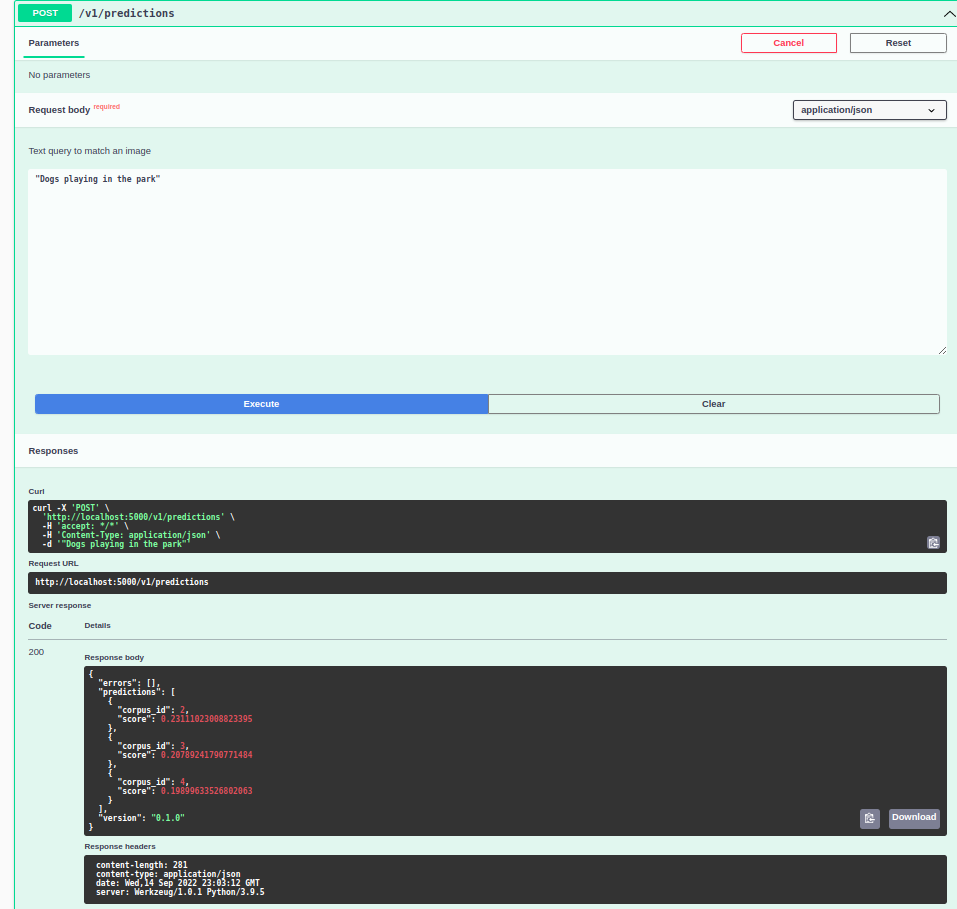 POST /v1/predictions
Parameters Cancel Reset
No parameters
Request body required application/json
Text query to match an image
"Dogs playing in the park"
Execute Clear
Responses
Curl
curl -X 'POST' \
'http://localhost:5000/v1/predictions' \
-H 'accept: */*' \
-H 'Content-Type: application/json' \
-d '"Dogs playing in the park"'
Request URL
http://localhost:5000/v1/predictions
Server response
Code Details
200
Response body
{
"errors": [],
"predictions": [
{
"corpus_id": 2,
"score": 0.23111023008823395
},
{
"corpus_id": 3,
"score": 0.20789241790771484
},
{
"corpus_id": 4,
"score": 0.19899633526802063
}
],
"version": "0.1.0"
}
Download
Response headers
content-length: 281
content-type: application/json
date: Wed,14 Sep 2022 23:03:12 GMT
server: Werkzeug/1.0.1 Python/3.9.5